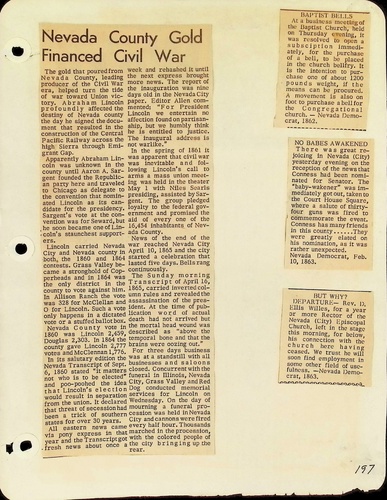 Nevada County Gold
Financed Civil War
The gold that poured from
Nevada County, leading
producer of the Civil War
era, helped turn the tide
of war toward Union vic-
tory. Abraham Lincoln
profoundly affected the
destiny of Nevada county
the day he signed the docu-
ment that resulted in the
construction of the Central
Pacific Railway across the
high Sierra through Emi-
grant Gap.
Apparently Abraham Lin-
coln was unknown in the
county until Aaron A. Sar-
gent founded the Republi-
can party here and traveled
to Chicago as delegate to
the convention that nomin-
ated Lincoln as its can-
didate for the presidency.
Sargent's vote at the con-
vention was for Seward, but
he soon became one of Lin-
coln's staunchest support-
ers.
Lincoln carried Nevada
City and Nevada county in
both, the 1860 and 1864
contests. Grass Valley be-
came a stronghold of Cop-
perheads and in 1864 was
the only district in the
county to vote against him.
In Allison Ranch the vote
was 328 for McClellan and
0 for Lincoln. Such a vote
only happens in a dictated
vote or a stuffed ballot box.
Nevada County vote in
1860 was Lincoln 2,459,
Douglas 2,303. In 1864 the
county gave Lincoln 2,777
votes and McClennan 1,776.
In its salutary edition the
Nevada Transcript of Sep.
6, 1860 stated "it matters
not who is to be elected"
and poo-poohed the idea
that Lincoln's election
would result in separation
from the union. It declared
that threat of secession had
been a trick of southern
states for over 30 years.
All eastern news came
via pony express in that
year and the Transcript got
fresh news about once a
week and rehashed it until
the next express brought
more news. The report of
the inauguration was nine
days old in the Nevada City
paper. Editor Allen com-
mented: "For President
Lincoln we entertain no
affection found on partisan-
ship, but we humbly think
he is entitled to justice.
The inaugural address is
not warlike."
In the spring of 1861 it
was apparent that civil war
was inevitable and fol-
lowing Lincoln's call to
arms a mass union meet-
ing was held in the town
May 1 with Niles Searls
presiding, assisted by Sar-
gent. The group pledged
loyalty to the federal gov-
ernment and promised the
aid of every one of the
16,454 inhabitants of Nev-
ada County.
News of the end of the
war reached Nevada City
April 10, 1865 and the city
started a celebration that
lasted five days. Bells rang
continuously.
The Sunday morning
Transcript of April 16,
1865, carried inverted col-
umn rules and revealed the
assassination of the presi-
dent. At the time of pub-
lication word of actual
death had not arrived but
the mortal head wound was
described as "above the
temporal bone and that the
brains were oozing out."
For three days business
was at a standstill with all
businesses and saloons
closed. Concurrent with the
funeral in Illinois, Nevada
City, Grass Valley and Red
Dog conducted memorial
services for Lincoln on
Wednesday. On the day of
mourning a funeral pro-
cession was held in Nevada
City and cannons were fired
every half hour. Thousands
marched in the procession,
with the colored people of
the city bringing up the
rear.
BAPTIST BELLS
At a business meeting of
the Baptist Church, held
on Thursday evening, it
was resolved to open a
subscription immedi-
ately, for the purchase
of a bell, to be placed
in the church belfry. It
is the intention to pur-
chase one of about 1200
pounds weight, if the
means can be procured.
A movement is also on
foot to purchase a bell for
the Congregational
church. — Nevada Demo-
crat, 1862.
NO BABES AWAKENED
There was great re-
joicing in Nevada (City)
yesterday evening on the
reception of the news that
Conness had been nomi-
nated for Senator. The
"baby-wakener" was im-
mediately got out, taken to
the Court House Square,
where a salute of thirty-
four guns was fired to
commemorate the event.
Conness has many friends
in this county......They
were greatly elated on
his nomination, as it was
rather unexpected. —
Nevada Democrat, Feb.
10, 1863.
BUT WHY?
DEPARTURE— Rev. D.
Ellis Willes, for a year
or more Rector of the
Nevada (City) Episcopal
Church, left in the stage
this morning, for below,
his connection with the
church here having
ceased. We trust he will
soon find employment in
some other field of use-
fulness. —Nevada Demo-
crat, 1863.
197